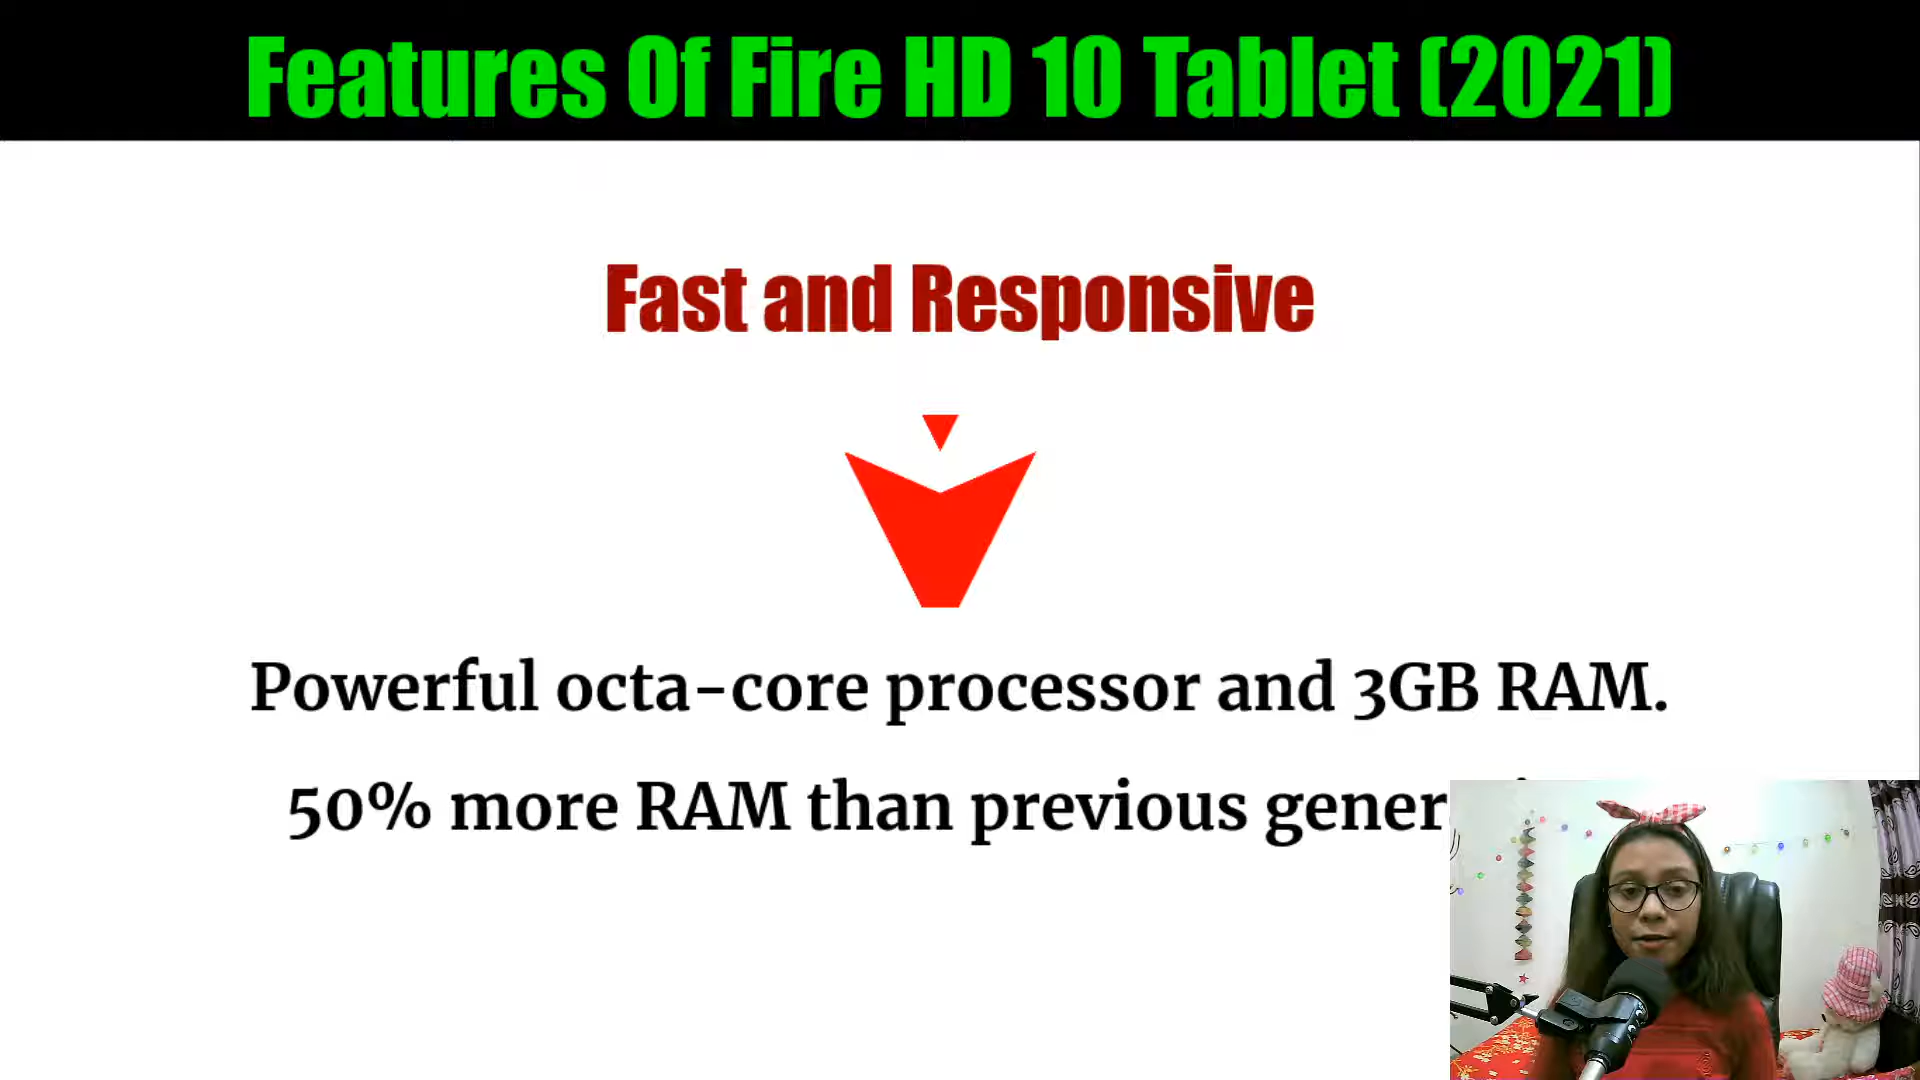 Features Of Fire HD 10 Tablet (2021)
Fast and Responsive
Powerful octa-core processor and 3GB RAM.
50% more RAM than previous gener